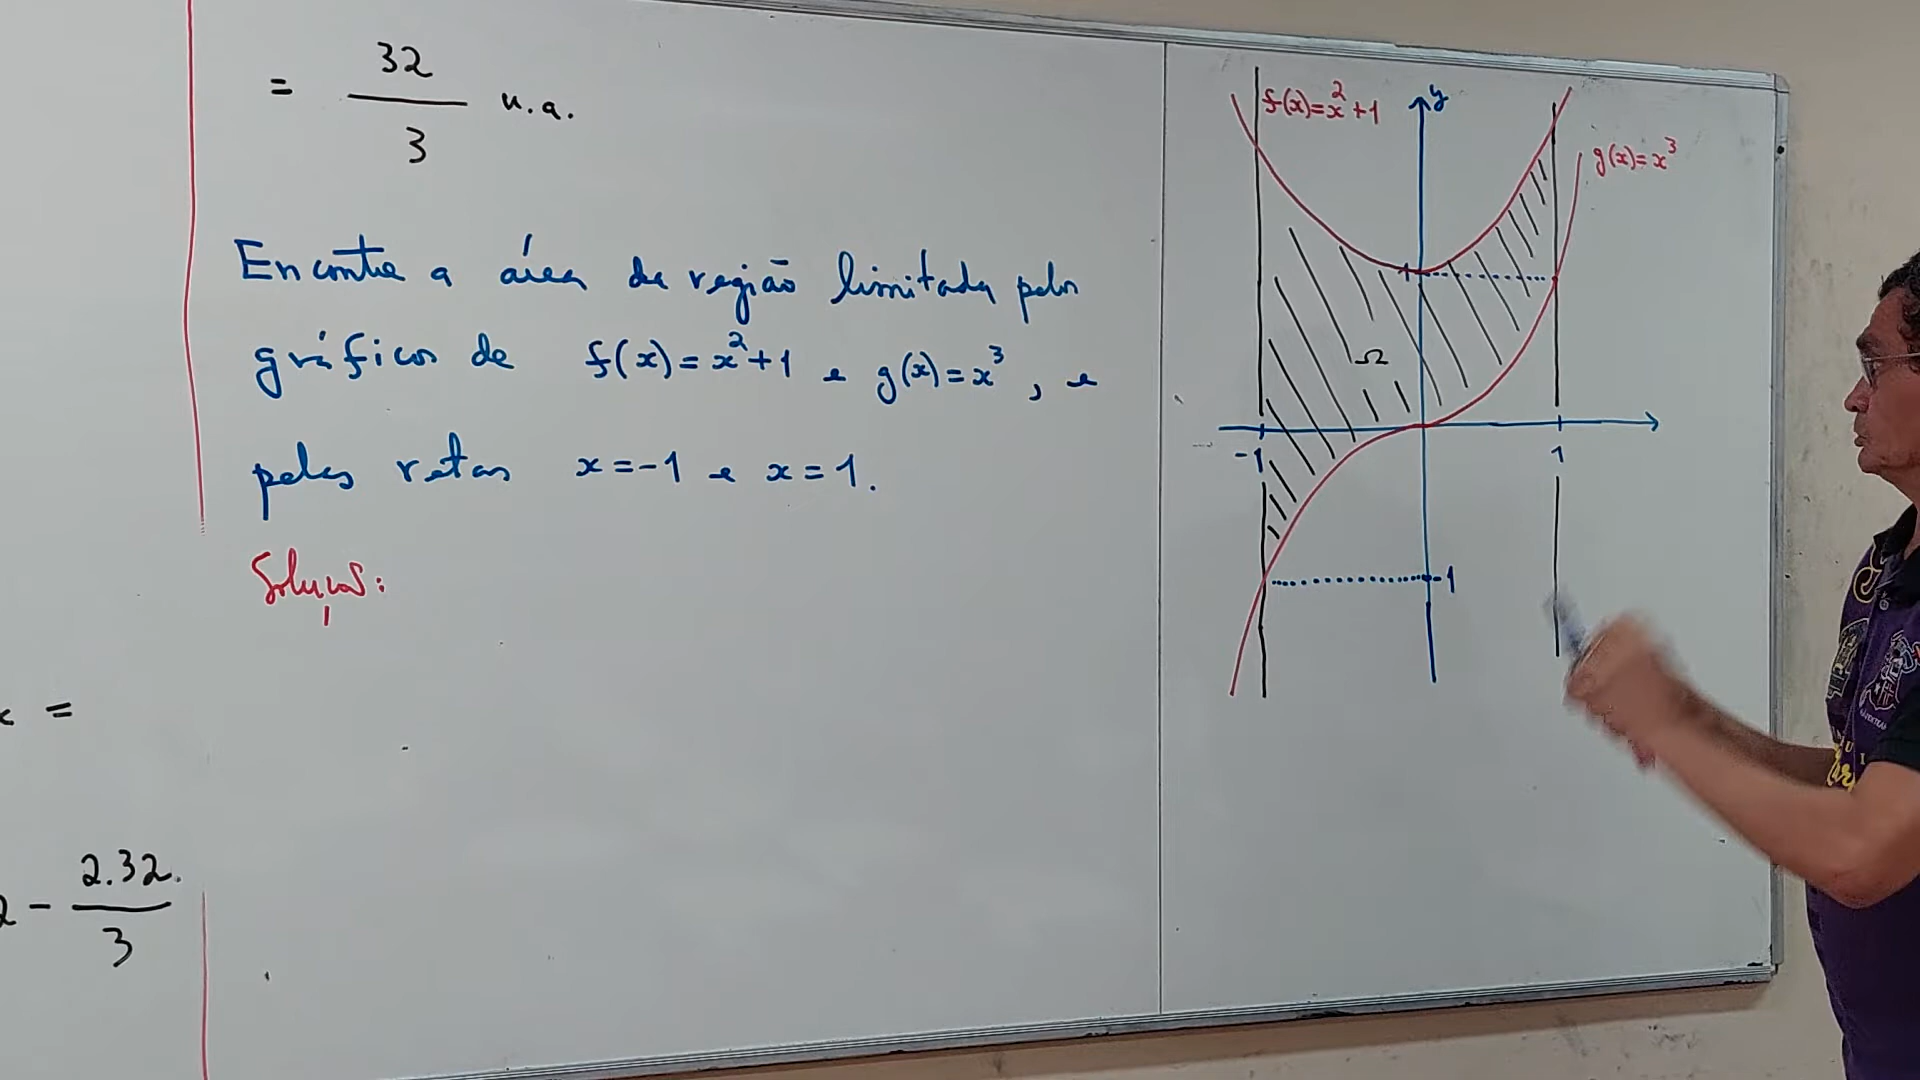 = 32/3 u.a.
Encontre a área da região limitada pelos
gráficos de f(x)=x²+1 e g(x)=x³, e
pelas retas x=-1 e x=1.
Solução:
x =
2 - 2.32/3
f(x)=x²+1
y
g(x)=x³
1
Ω
-1
1
-1